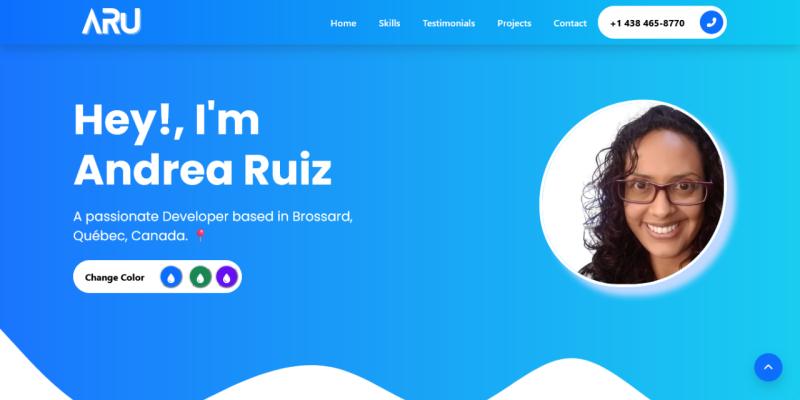 ARU
Home Skills Testimonials Projects Contact +1 438 465-8770
Hey!, I'm
Andrea Ruiz
A passionate Developer based in Brossard,
Québec, Canada. 📍
Change Color